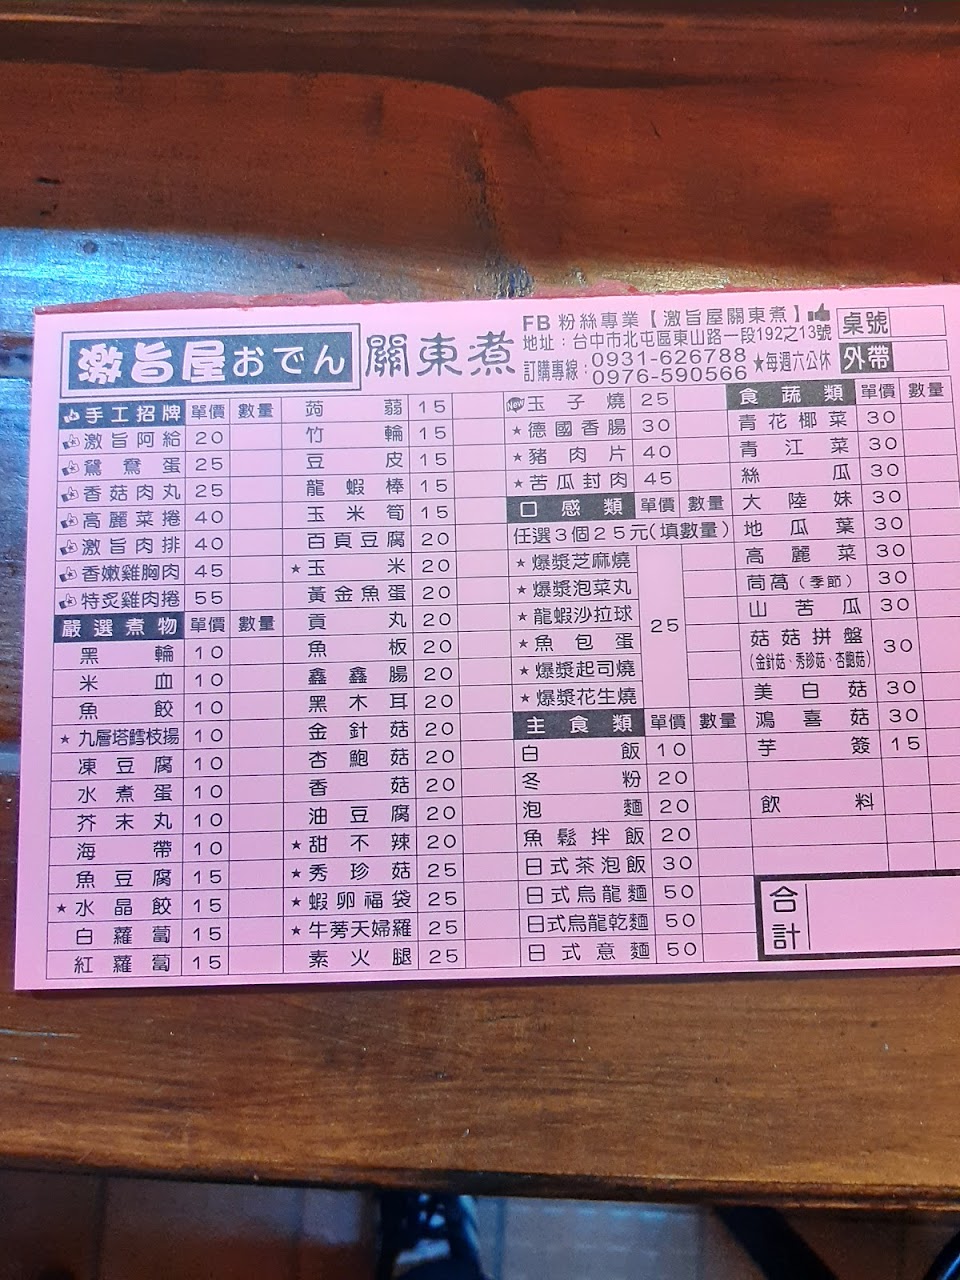 激旨屋おでん 關東煮
FB 粉絲專業【激旨屋關東煮】
地址：台中市北屯區東山路一段192之13號
訂購專線：0931-626788
0976-590566 ★每週六公休
桌號
外帶
手工招牌 單價 數量
激旨阿給 20
鴛鴦蛋 25
香菇肉丸 25
高麗菜捲 40
激旨肉排 40
香嫩雞胸肉 45
特炙雞肉捲 55
嚴選煮物 單價 數量
黑輪 10
米血 10
魚餃 10
★九層塔鱈枝揚 10
凍豆腐 10
水煮蛋 10
芥末丸 10
海帶 10
魚豆腐 15
★水晶餃 15
白蘿蔔 15
紅蘿蔔 15
蒟蒻 15
竹輪 15
豆皮 15
龍蝦棒 15
玉米筍 15
百頁豆腐 20
★玉米 20
黃金魚蛋 20
貢丸 20
魚板 20
鑫鑫腸 20
黑木耳 20
金針菇 20
杏鮑菇 20
香菇 20
油豆腐 20
★甜不辣 20
★秀珍菇 25
★蝦卵福袋 25
★牛蒡天婦羅 25
素火腿 25
New 玉子燒 25
★德國香腸 30
★豬肉片 40
★苦瓜封肉 45
口感類 單價 數量
任選3個25元(填數量)
★爆漿芝麻燒
★爆漿泡菜丸
★龍蝦沙拉球
25
★魚包蛋
★爆漿起司燒
★爆漿花生燒
主食類 單價 數量
白飯 10
冬粉 20
泡麵 20
魚鬆拌飯 20
日式茶泡飯 30
日式烏龍麵 50
日式烏龍乾麵 50
日式意麵 50
食蔬類 單價 數量
青花椰菜 30
青江菜 30
絲瓜 30
大陸妹 30
地瓜葉 30
高麗菜 30
茼萵(季節) 30
山苦瓜 30
菇菇拼盤 30
(金針菇、秀珍菇、杏鮑菇)
美白菇 30
鴻喜菇 30
芋簽 15
飲料
合計